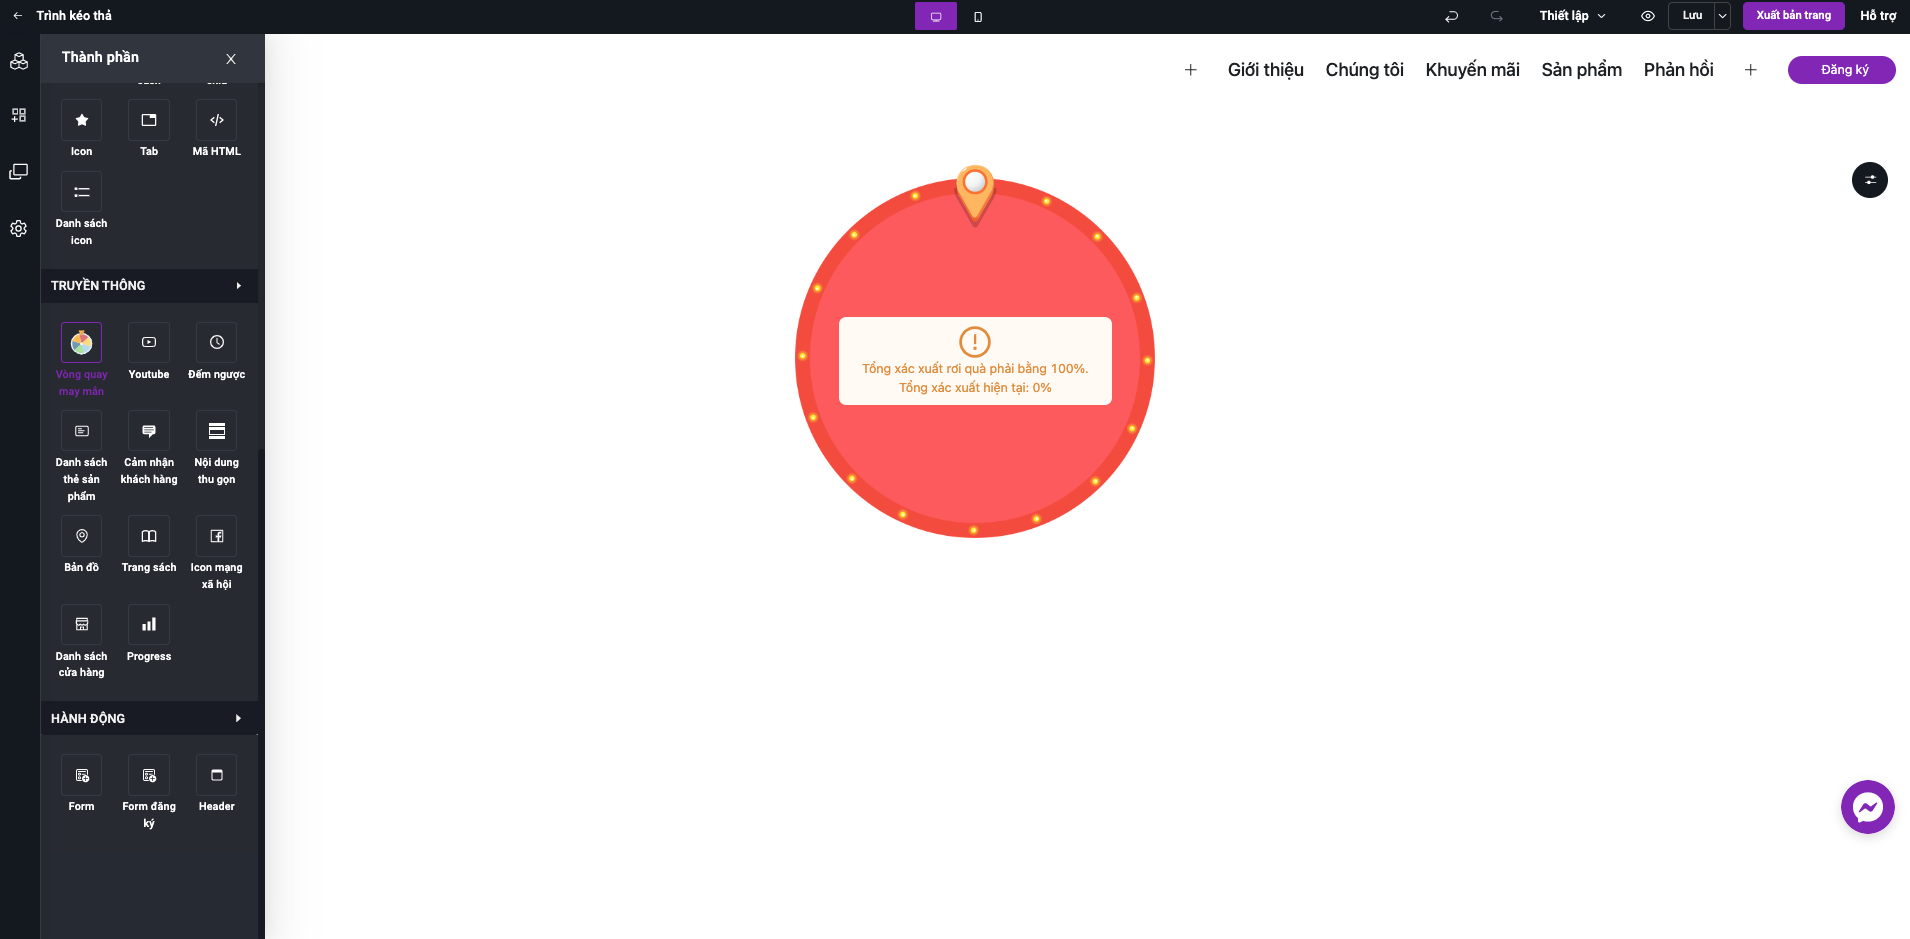 Trình kéo thả
Thiết lập
Lưu
Xuất bản trang
Hỗ trợ
Thành phần
Icon
Tab
Mã HTML
Danh sách
icon
TRUYỀN THÔNG
Vòng quay
may mắn
Youtube
Đếm ngược
Danh sách
thẻ sản
phẩm
Cảm nhận
khách hàng
Nội dung
thu gọn
Bản đồ
Trang sách
Icon mạng
xã hội
Danh sách
cửa hàng
Progress
HÀNH ĐỘNG
Form
Form đăng
ký
Header
Giới thiệu
Chúng tôi
Khuyến mãi
Sản phẩm
Phản hồi
Đăng ký
Tổng xác xuất rơi quà phải bằng 100%.
Tổng xác xuất hiện tại: 0%